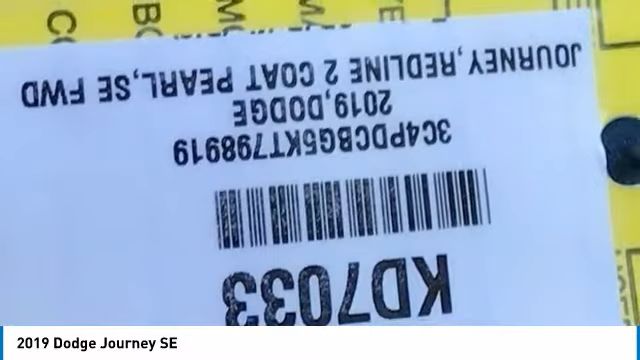 KD7033
3C4PDCBG5KT798919
2019,DODGE
JOURNEY,REDLINE 2 COAT PEARL,SE FWD
2019 Dodge Journey SE